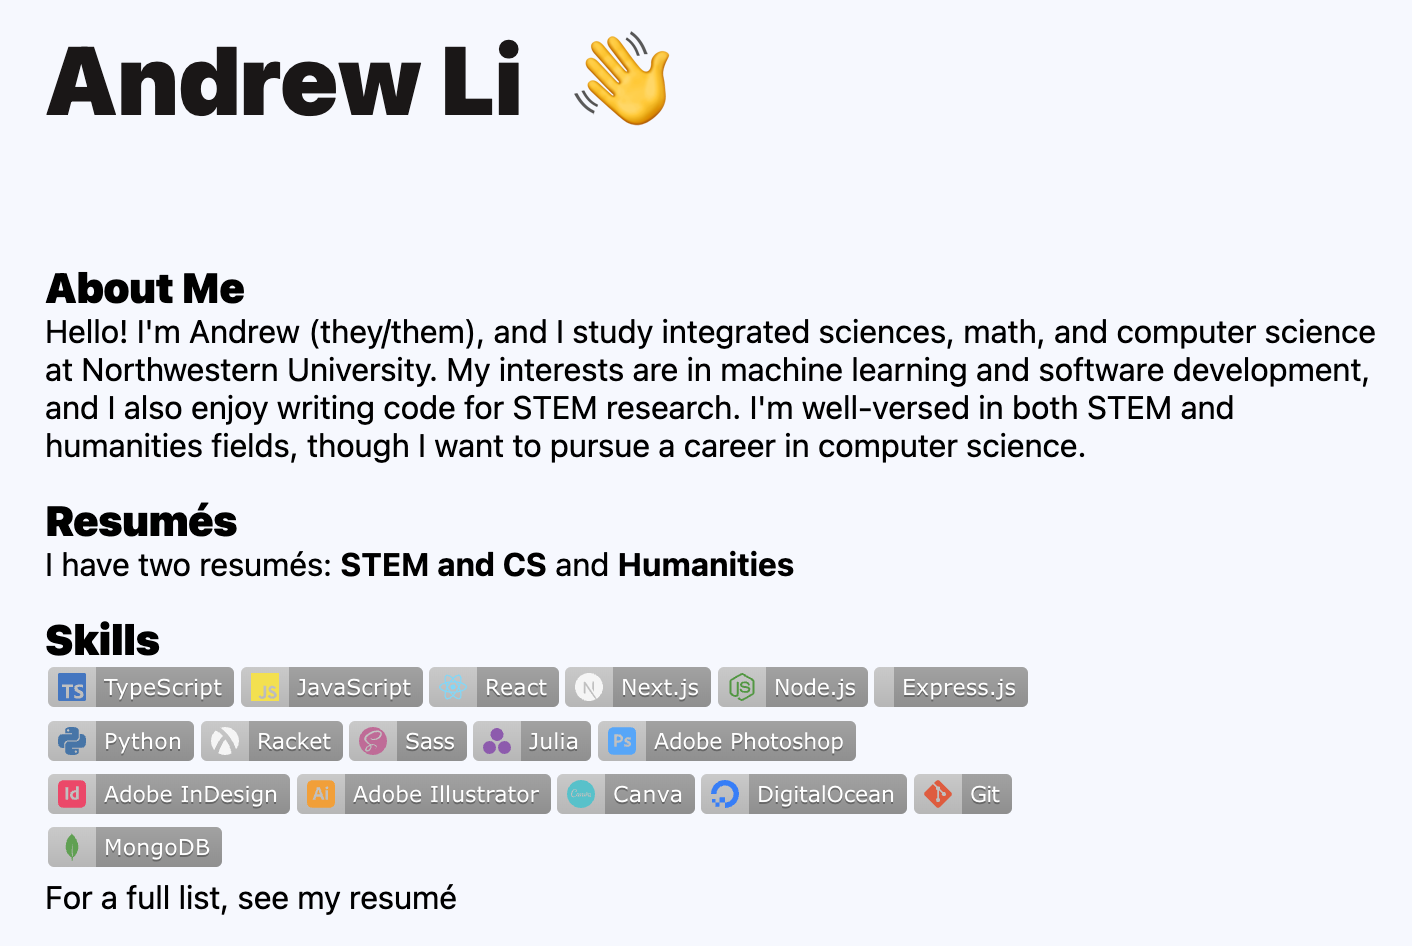 Andrew Li 👋
About Me
Hello! I'm Andrew (they/them), and I study integrated sciences, math, and computer science
at Northwestern University. My interests are in machine learning and software development,
and I also enjoy writing code for STEM research. I'm well-versed in both STEM and
humanities fields, though I want to pursue a career in computer science.
Resumés
I have two resumés: STEM and CS and Humanities
Skills
TS TypeScript JS JavaScript React N Next.js JS Node.js Express.js
Python Racket Sass Julia Ps Adobe Photoshop
Id Adobe InDesign Ai Adobe Illustrator Canva Canva DigitalOcean Git
MongoDB
For a full list, see my resumé